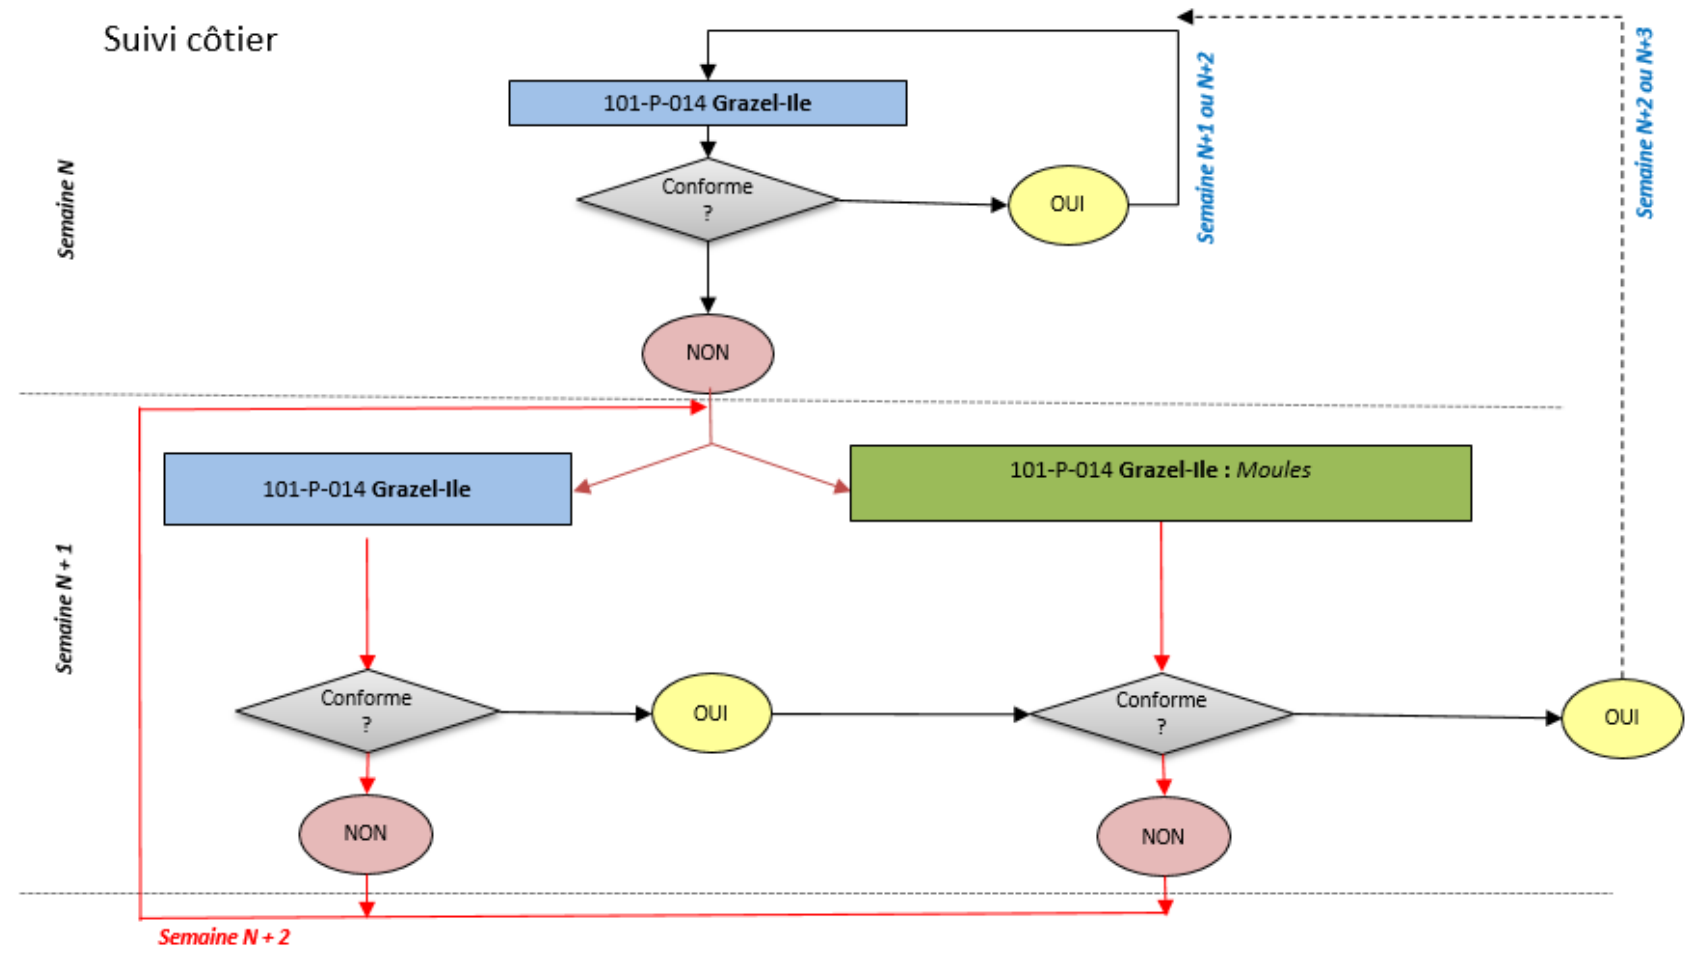 Suivi côtier
Semaine N
101-P-014 Grazel-Ile
Conforme
?
OUI
Semaine N+1 ou N+2
Semaine N+2 ou N+3
NON
Semaine N + 1
101-P-014 Grazel-Ile
101-P-014 Grazel-Ile : Moules
Conforme
?
OUI
Conforme
?
OUI
NON
NON
Semaine N + 2